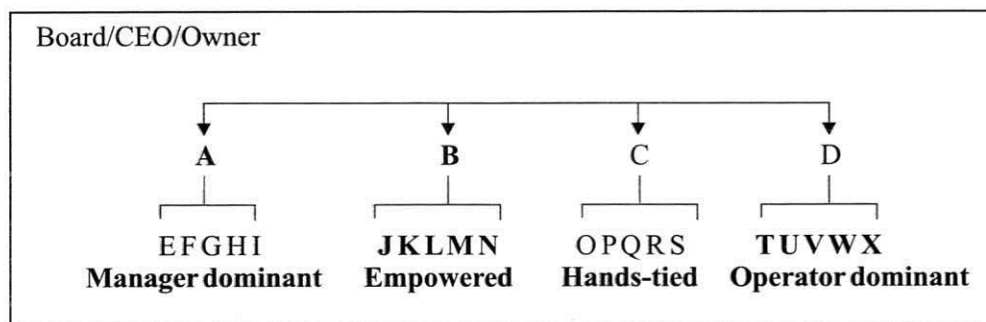 Board/CEO/Owner
A B C D
EFGHI JKLMN OPQRS TUVWX
Manager dominant Empowered Hands-tied Operator dominant